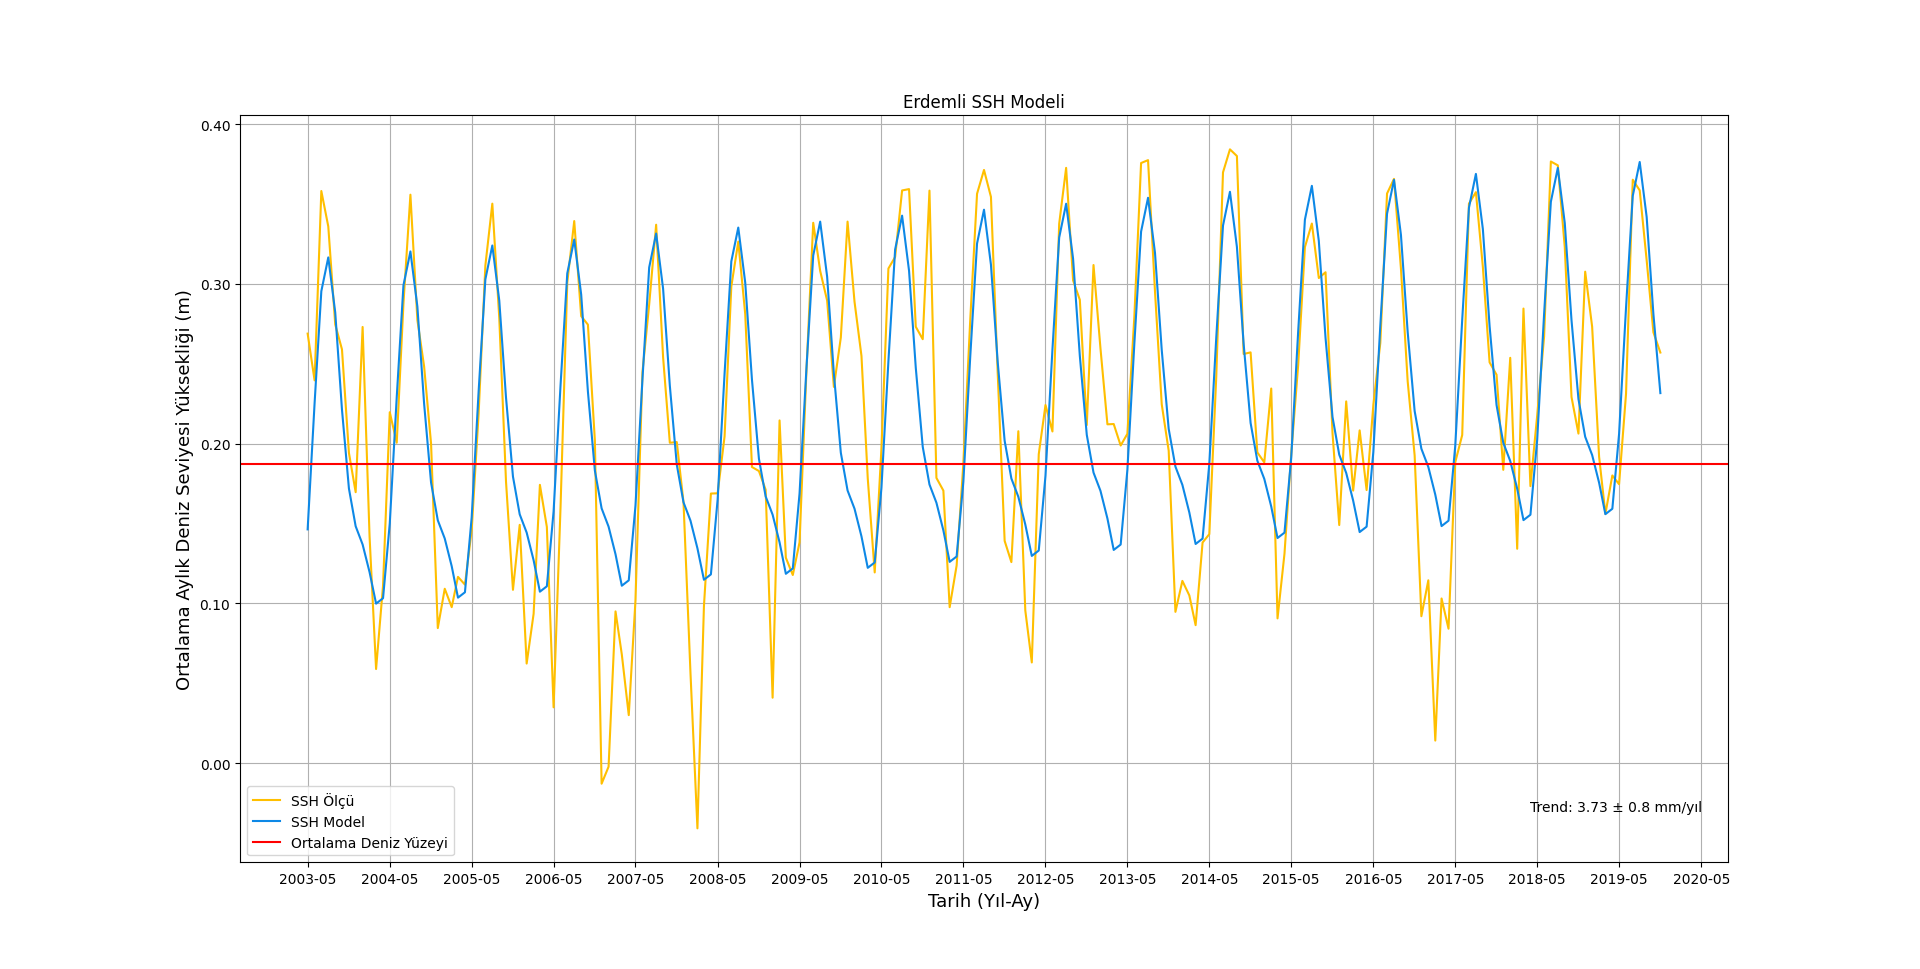 Erdemli SSH Modeli
0.40
0.30
0.20
0.10
0.00
Ortalama Aylık Deniz Seviyesi Yüksekliği (m)
SSH Ölçü
SSH Model
Ortalama Deniz Yüzeyi
Trend: 3.73 ± 0.8 mm/yıl
2003-05 2004-05 2005-05 2006-05 2007-05 2008-05 2009-05 2010-05 2011-05 2012-05 2013-05 2014-05 2015-05 2016-05 2017-05 2018-05 2019-05 2020-05
Tarih (Yıl-Ay)